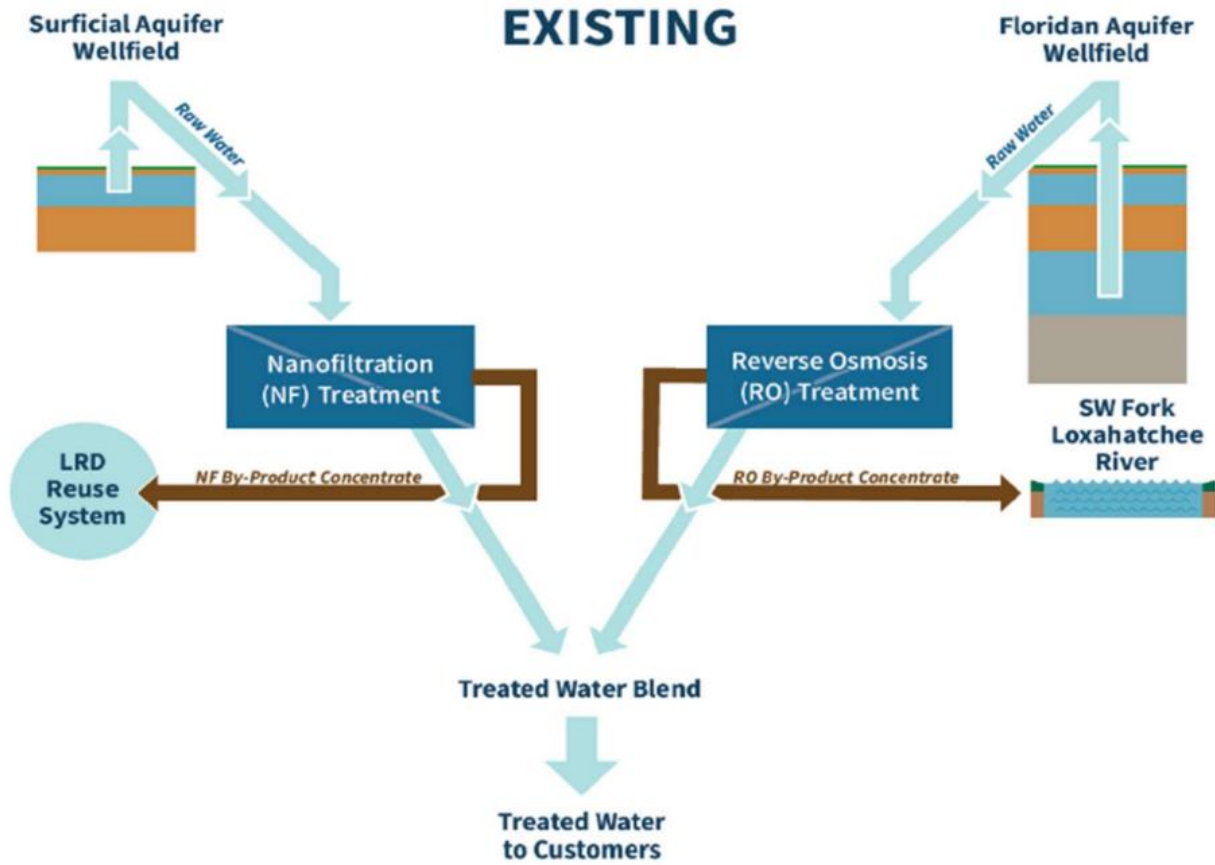 EXISTING
Surficial Aquifer
Wellfield
Floridan Aquifer
Wellfield
Raw Water
Raw Water
Nanofiltration
(NF) Treatment
Reverse Osmosis
(RO) Treatment
SW Fork
Loxahatchee
River
LRD
Reuse
System
NF By-Product Concentrate
RO By-Product Concentrate
Treated Water Blend
Treated Water
to Customers